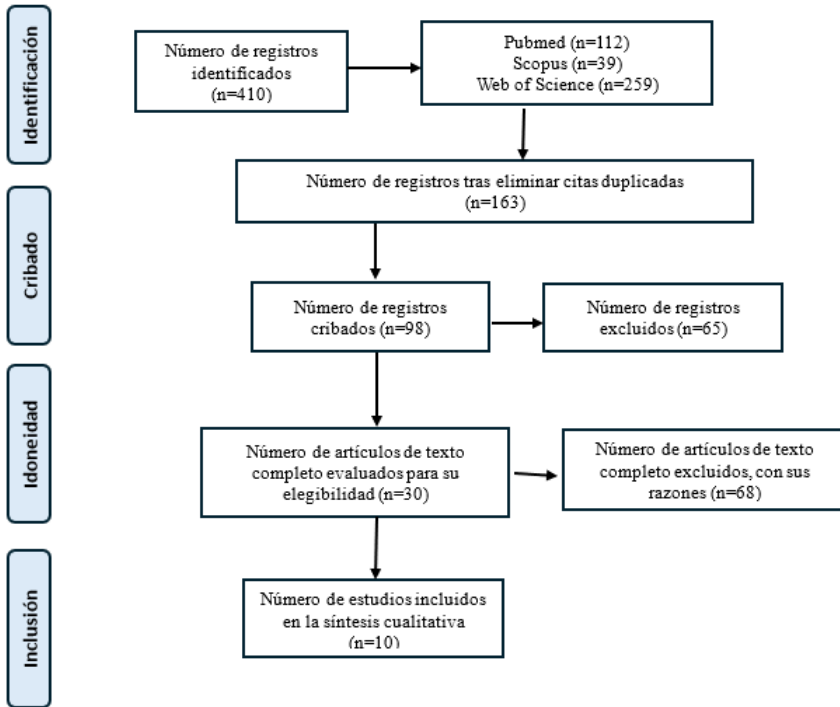 Identificación
Número de registros
identificados
(n=410)
Pubmed (n=112)
Scopus (n=39)
Web of Science (n=259)
Número de registros tras eliminar citas duplicadas
(n=163)
Cribado
Número de registros
cribados (n=98)
Número de registros
excluidos (n=65)
Idoneidad
Número de artículos de texto
completo evaluados para su
elegibilidad (n=30)
Número de artículos de texto
completo excluidos, con sus
razones (n=68)
Inclusión
Número de estudios incluidos
en la síntesis cualitativa
(n=10)